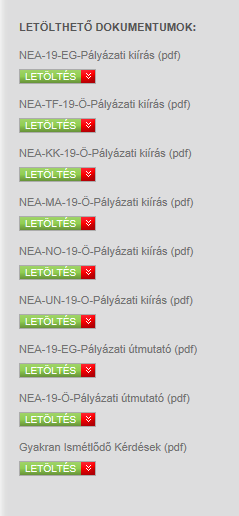 LETÖLTHETŐ DOKUMENTUMOK:
NEA-19-EG-Pályázati kiírás (pdf)
LETÖLTÉS
NEA-TF-19-Ö-Pályázati kiírás (pdf)
LETÖLTÉS
NEA-KK-19-Ö-Pályázati kiírás (pdf)
LETÖLTÉS
NEA-MA-19-Ö-Pályázati kiírás (pdf)
LETÖLTÉS
NEA-NO-19-Ö-Pályázati kiírás (pdf)
LETÖLTÉS
NEA-UN-19-O-Pályázati kiírás (pdf)
LETÖLTÉS
NEA-19-EG-Pályázati útmutató (pdf)
LETÖLTÉS
NEA-19-Ö-Pályázati útmutató (pdf)
LETÖLTÉS
Gyakran Ismétlődő Kérdések (pdf)
LETÖLTÉS